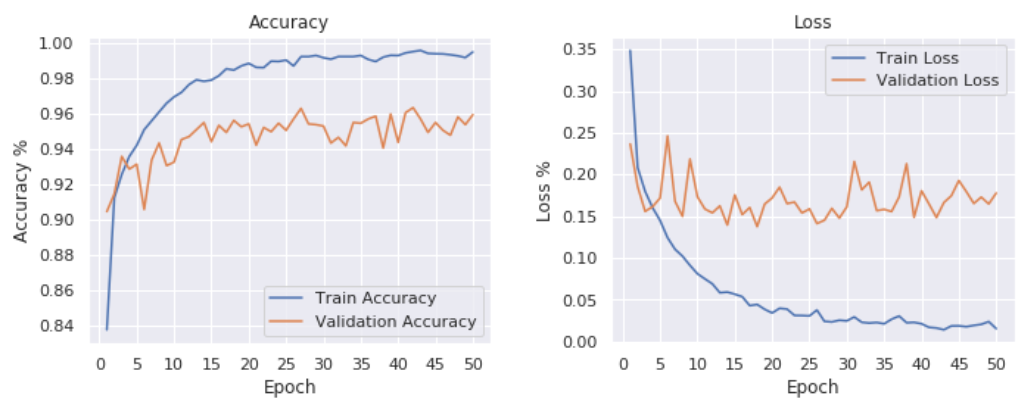 Accuracy
1.00
0.98
0.96
0.94
0.92
0.90
0.88
0.86
0.84
Accuracy %
Train Accuracy
Validation Accuracy
0 5 10 15 20 25 30 35 40 45 50
Epoch
Loss
0.35
0.30
0.25
0.20
0.15
0.10
0.05
0.00
Loss %
Train Loss
Validation Loss
0 5 10 15 20 25 30 35 40 45 50
Epoch